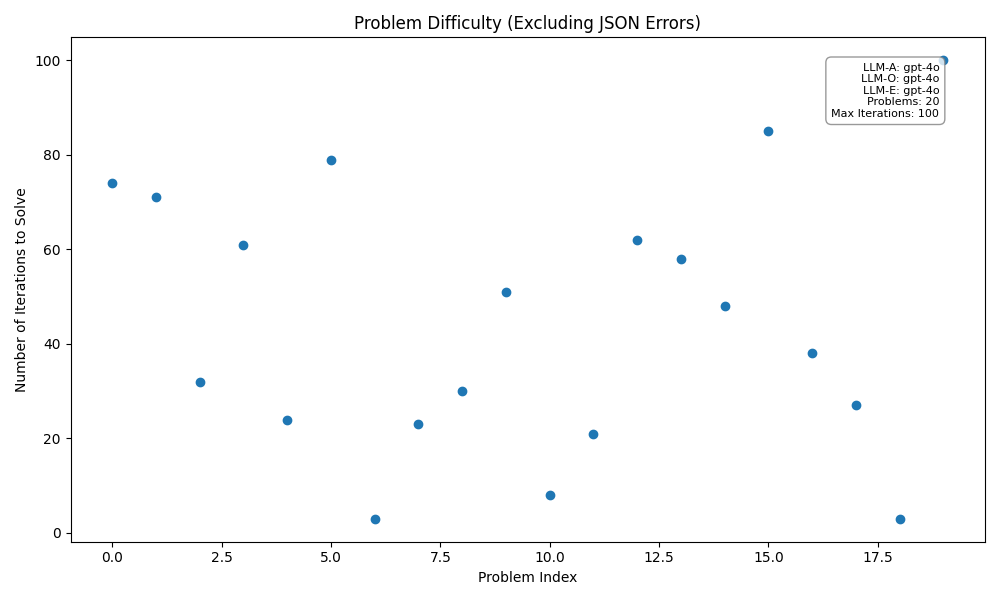 Problem Difficulty (Excluding JSON Errors)
LLM-A: gpt-4o
LLM-O: gpt-4o
LLM-E: gpt-4o
Problems: 20
Max Iterations: 100
Number of Iterations to Solve
100
80
60
40
20
0
0.0 2.5 5.0 7.5 10.0 12.5 15.0 17.5
Problem Index